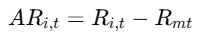 AR_{i,t} = R_{i,t} − R_{mt}